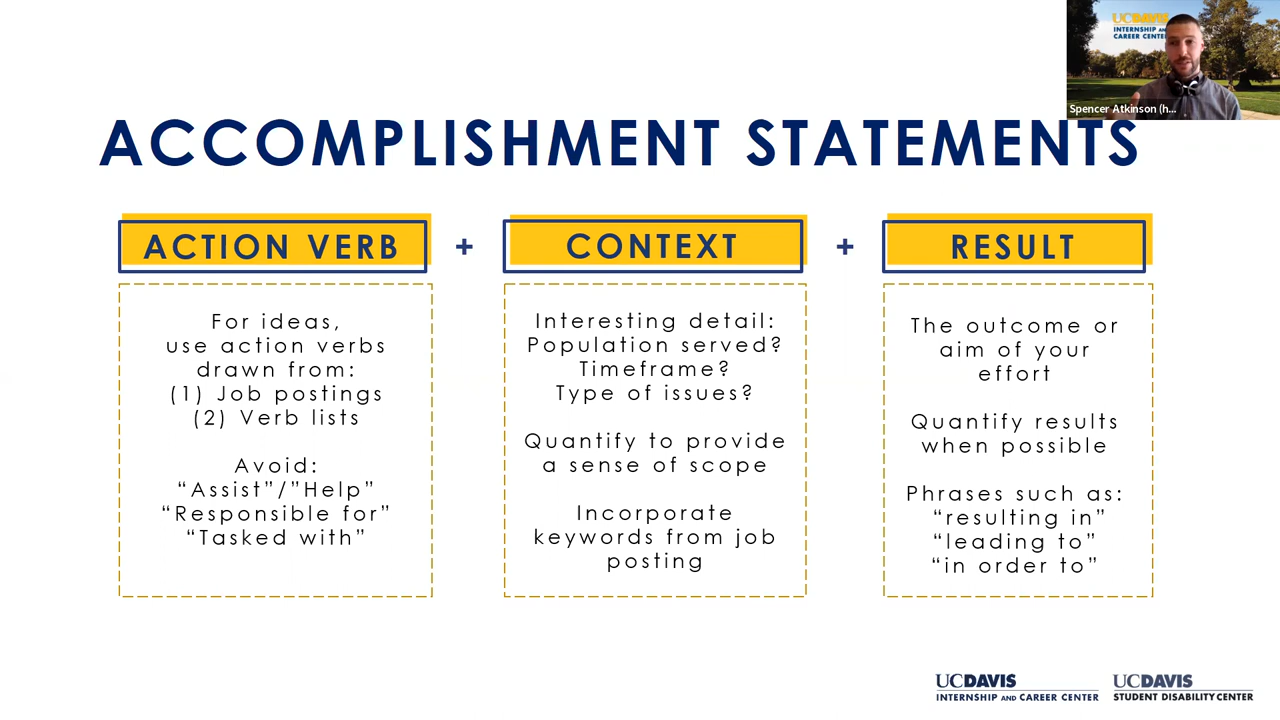 UCDAVIS
INTERNSHIP AND
CAREER CENTER
Spencer Atkinson (h...
ACCOMPLISHMENT STATEMENTS
ACTION VERB + CONTEXT + RESULT
For ideas,
use action verbs
drawn from:
(1) Job postings
(2) Verb lists
Avoid:
“Assist”/”Help”
“Responsible for”
“Tasked with”
Interesting detail:
Population served?
Timeframe?
Type of issues?
Quantify to provide
a sense of scope
Incorporate
keywords from job
posting
The outcome or
aim of your
effort
Quantify results
when possible
Phrases such as:
“resulting in”
“leading to”
“in order to”
UCDAVIS
INTERNSHIP AND CAREER CENTER
UCDAVIS
STUDENT DISABILITY CENTER